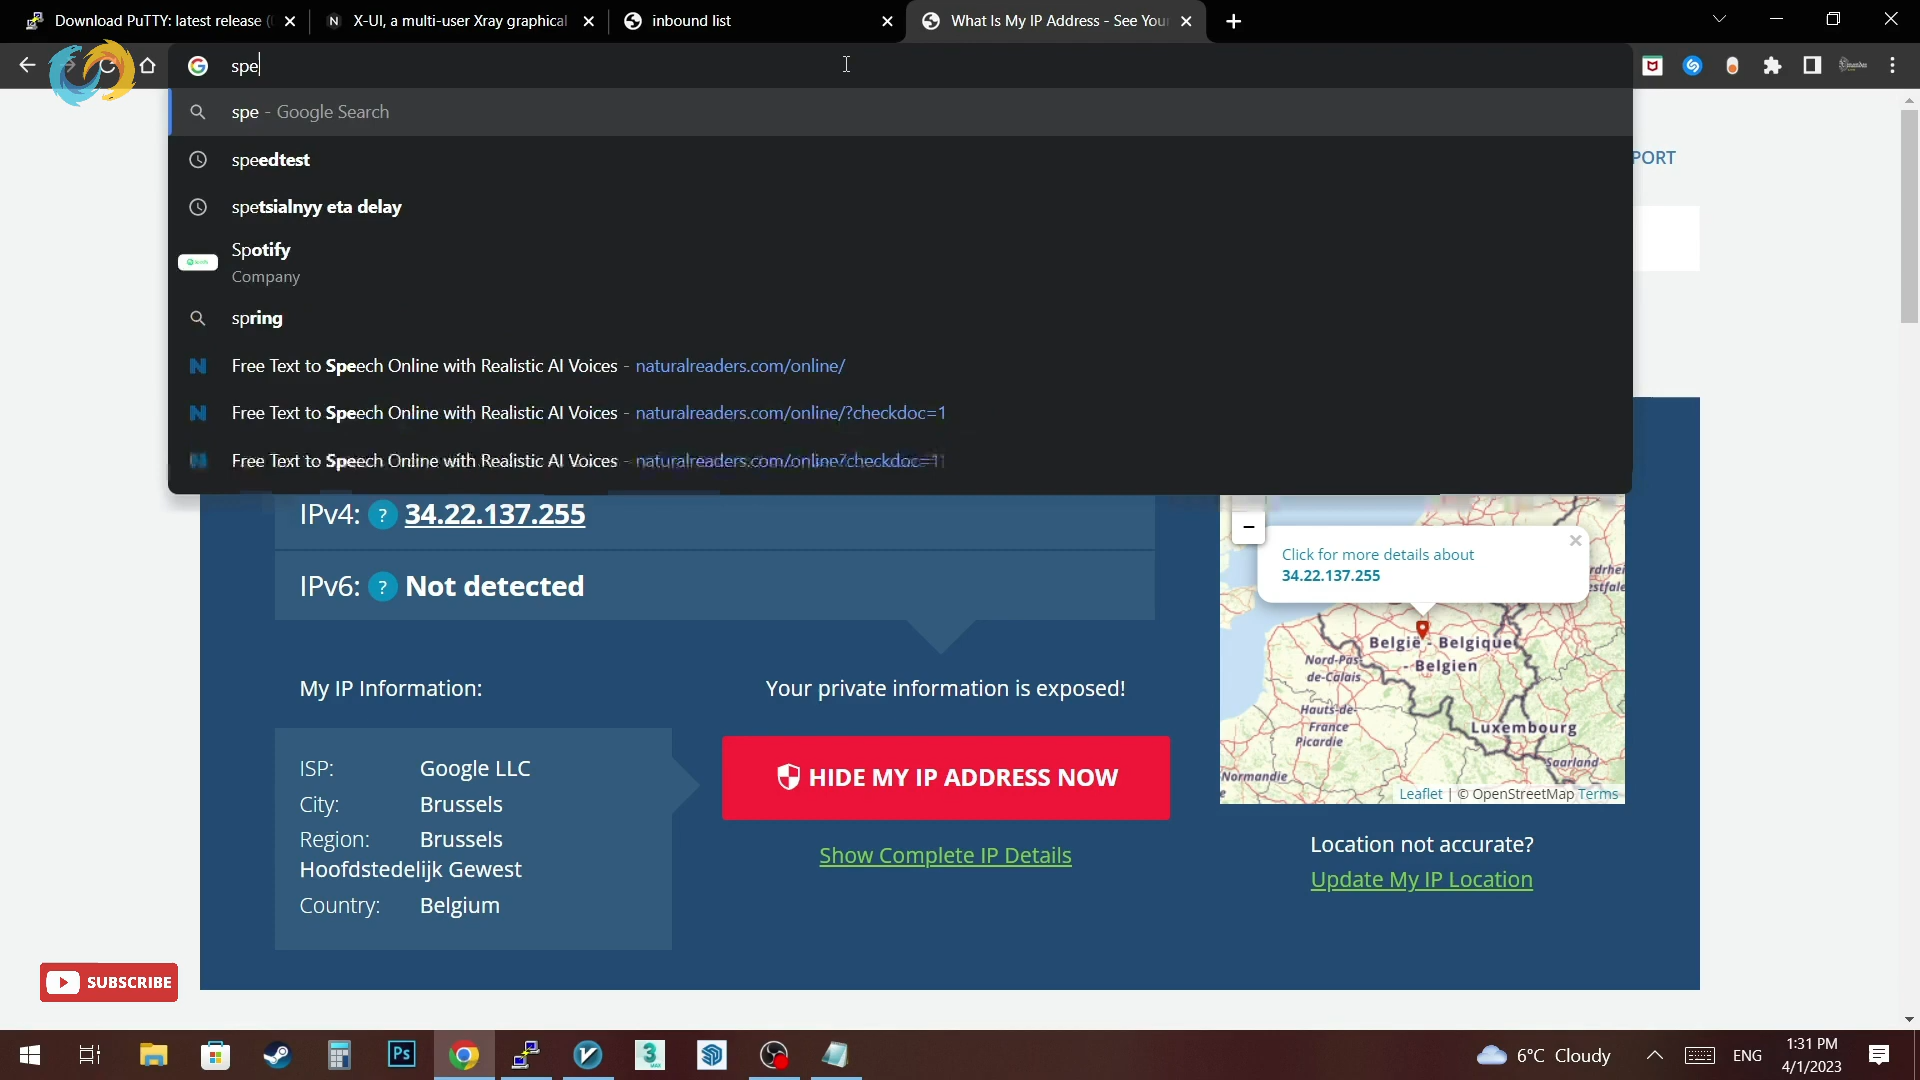 Download PuTTY: latest release (
X-UI, a multi-user Xray graphical
inbound list
What Is My IP Address - See Your
spe
spe - Google Search
speedtest
spetsialnyy eta delay
Spotify
Company
spring
Free Text to Speech Online with Realistic AI Voices - naturalreaders.com/online/
Free Text to Speech Online with Realistic AI Voices - naturalreaders.com/online/?checkdoc=1
Free Text to Speech Online with Realistic AI Voices - naturalreaders.com/online?checkdoc=1
PORT
IPv4: ? 34.22.137.255
IPv6: ? Not detected
My IP Information:
ISP: Google LLC
City: Brussels
Region: Brussels
Hoofdstedelijk Gewest
Country: Belgium
Your private information is exposed!
HIDE MY IP ADDRESS NOW
Show Complete IP Details
−
Click for more details about
34.22.137.255
×
België - Belgique
- Belgien
Nord-Pas-
de-Calais
Hauts-de-
France
Picardie
Luxembourg
Saarland
Normandie
Leaflet | © OpenStreetMap Terms
Location not accurate?
Update My IP Location
SUBSCRIBE
Ps
3
MAX
6°C Cloudy
ENG
1:31 PM
4/1/2023